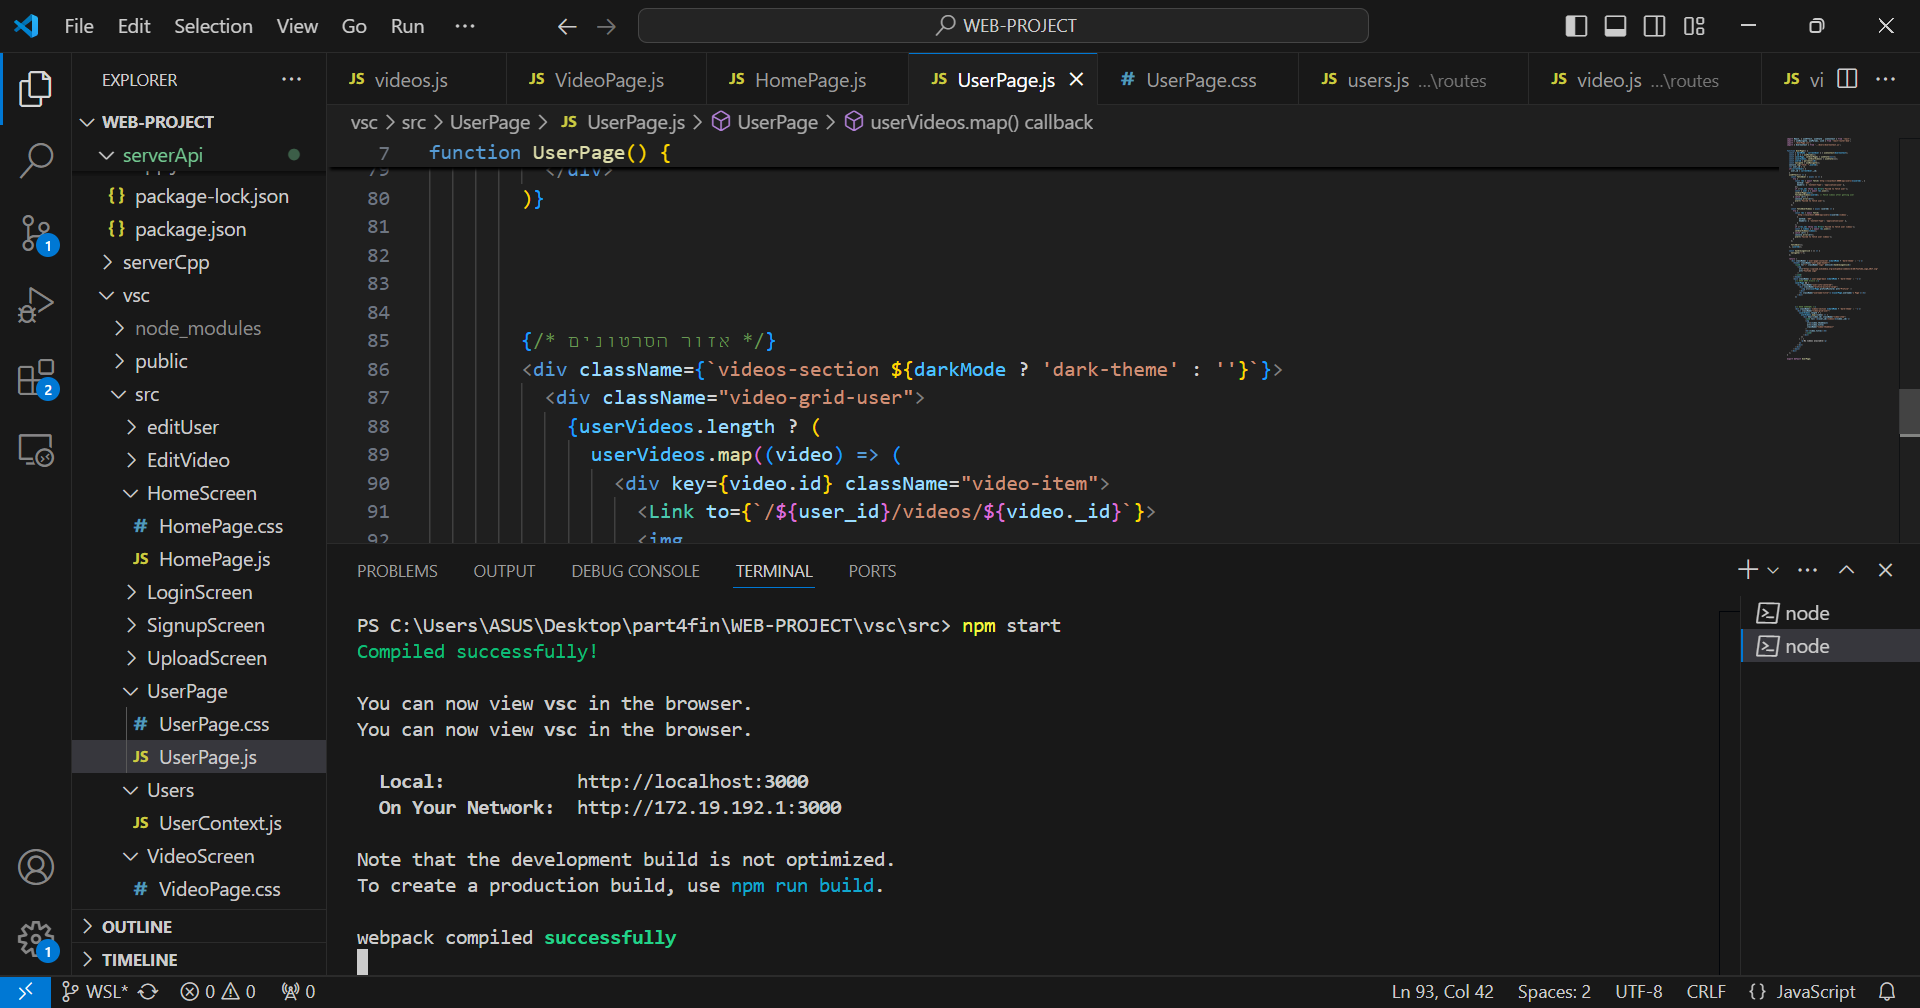 File Edit Selection View Go Run ··· WEB-PROJECT
EXPLORER ···
WEB-PROJECT
serverApi
package-lock.json
package.json
serverCpp
vsc
node_modules
public
src
editUser
EditVideo
HomeScreen
# HomePage.css
JS HomePage.js
LoginScreen
SignupScreen
UploadScreen
UserPage
# UserPage.css
JS UserPage.js
Users
JS UserContext.js
VideoScreen
# VideoPage.css
OUTLINE
TIMELINE
1
2
1
JS videos.js JS VideoPage.js JS HomePage.js JS UserPage.js # UserPage.css JS users.js ...\routes JS video.js ...\routes JS vi ···
vsc > src > UserPage > JS UserPage.js > UserPage > userVideos.map() callback
7 function UserPage() {
79 </div>
80 )}
81
82
83
84
85 {/* אזור הסרטונים */}
86 <div className={`videos-section ${darkMode ? 'dark-theme' : ''}`}>
87 <div className="video-grid-user">
88 {userVideos.length ? (
89 userVideos.map((video) => (
90 <div key={video.id} className="video-item">
91 <Link to={`/${user_id}/videos/${video._id}`}>
92 <img
PROBLEMS OUTPUT DEBUG CONSOLE TERMINAL PORTS
PS C:\Users\ASUS\Desktop\part4fin\WEB-PROJECT\vsc\src> npm start
Compiled successfully!
You can now view vsc in the browser.
You can now view vsc in the browser.
Local: http://localhost:3000
On Your Network: http://172.19.192.1:3000
Note that the development build is not optimized.
To create a production build, use npm run build.
webpack compiled successfully
node
node
WSL* 0 0 0 Ln 93, Col 42 Spaces: 2 UTF-8 CRLF {} JavaScript